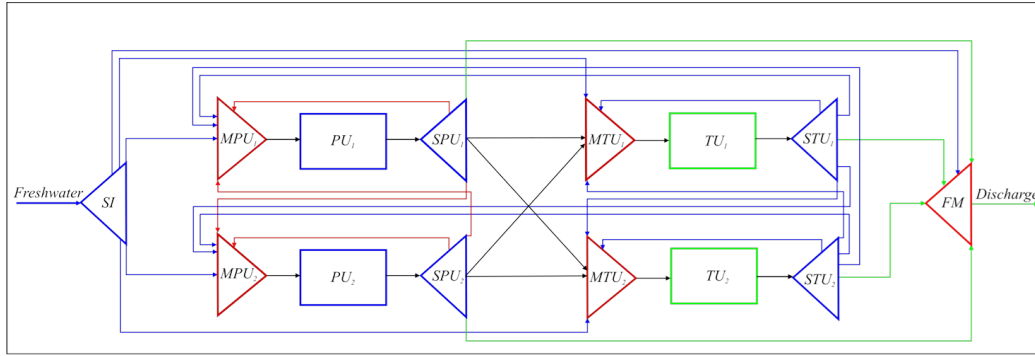 MPU₁ PU₁ SPU₁ MTU₁ TU₁ STU₁
Freshwater SI FM Discharge
MPU₂ PU₂ SPU₂ MTU₂ TU₂ STU₂